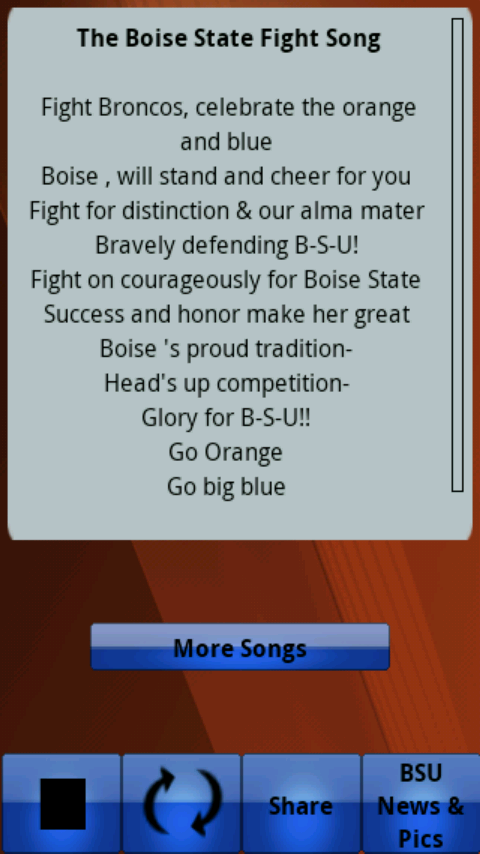 The Boise State Fight Song
Fight Broncos, celebrate the orange
and blue
Boise , will stand and cheer for you
Fight for distinction & our alma mater
Bravely defending B-S-U!
Fight on courageously for Boise State
Success and honor make her great
Boise 's proud tradition-
Head's up competition-
Glory for B-S-U!!
Go Orange
Go big blue
More Songs
Share
BSU
News &
Pics